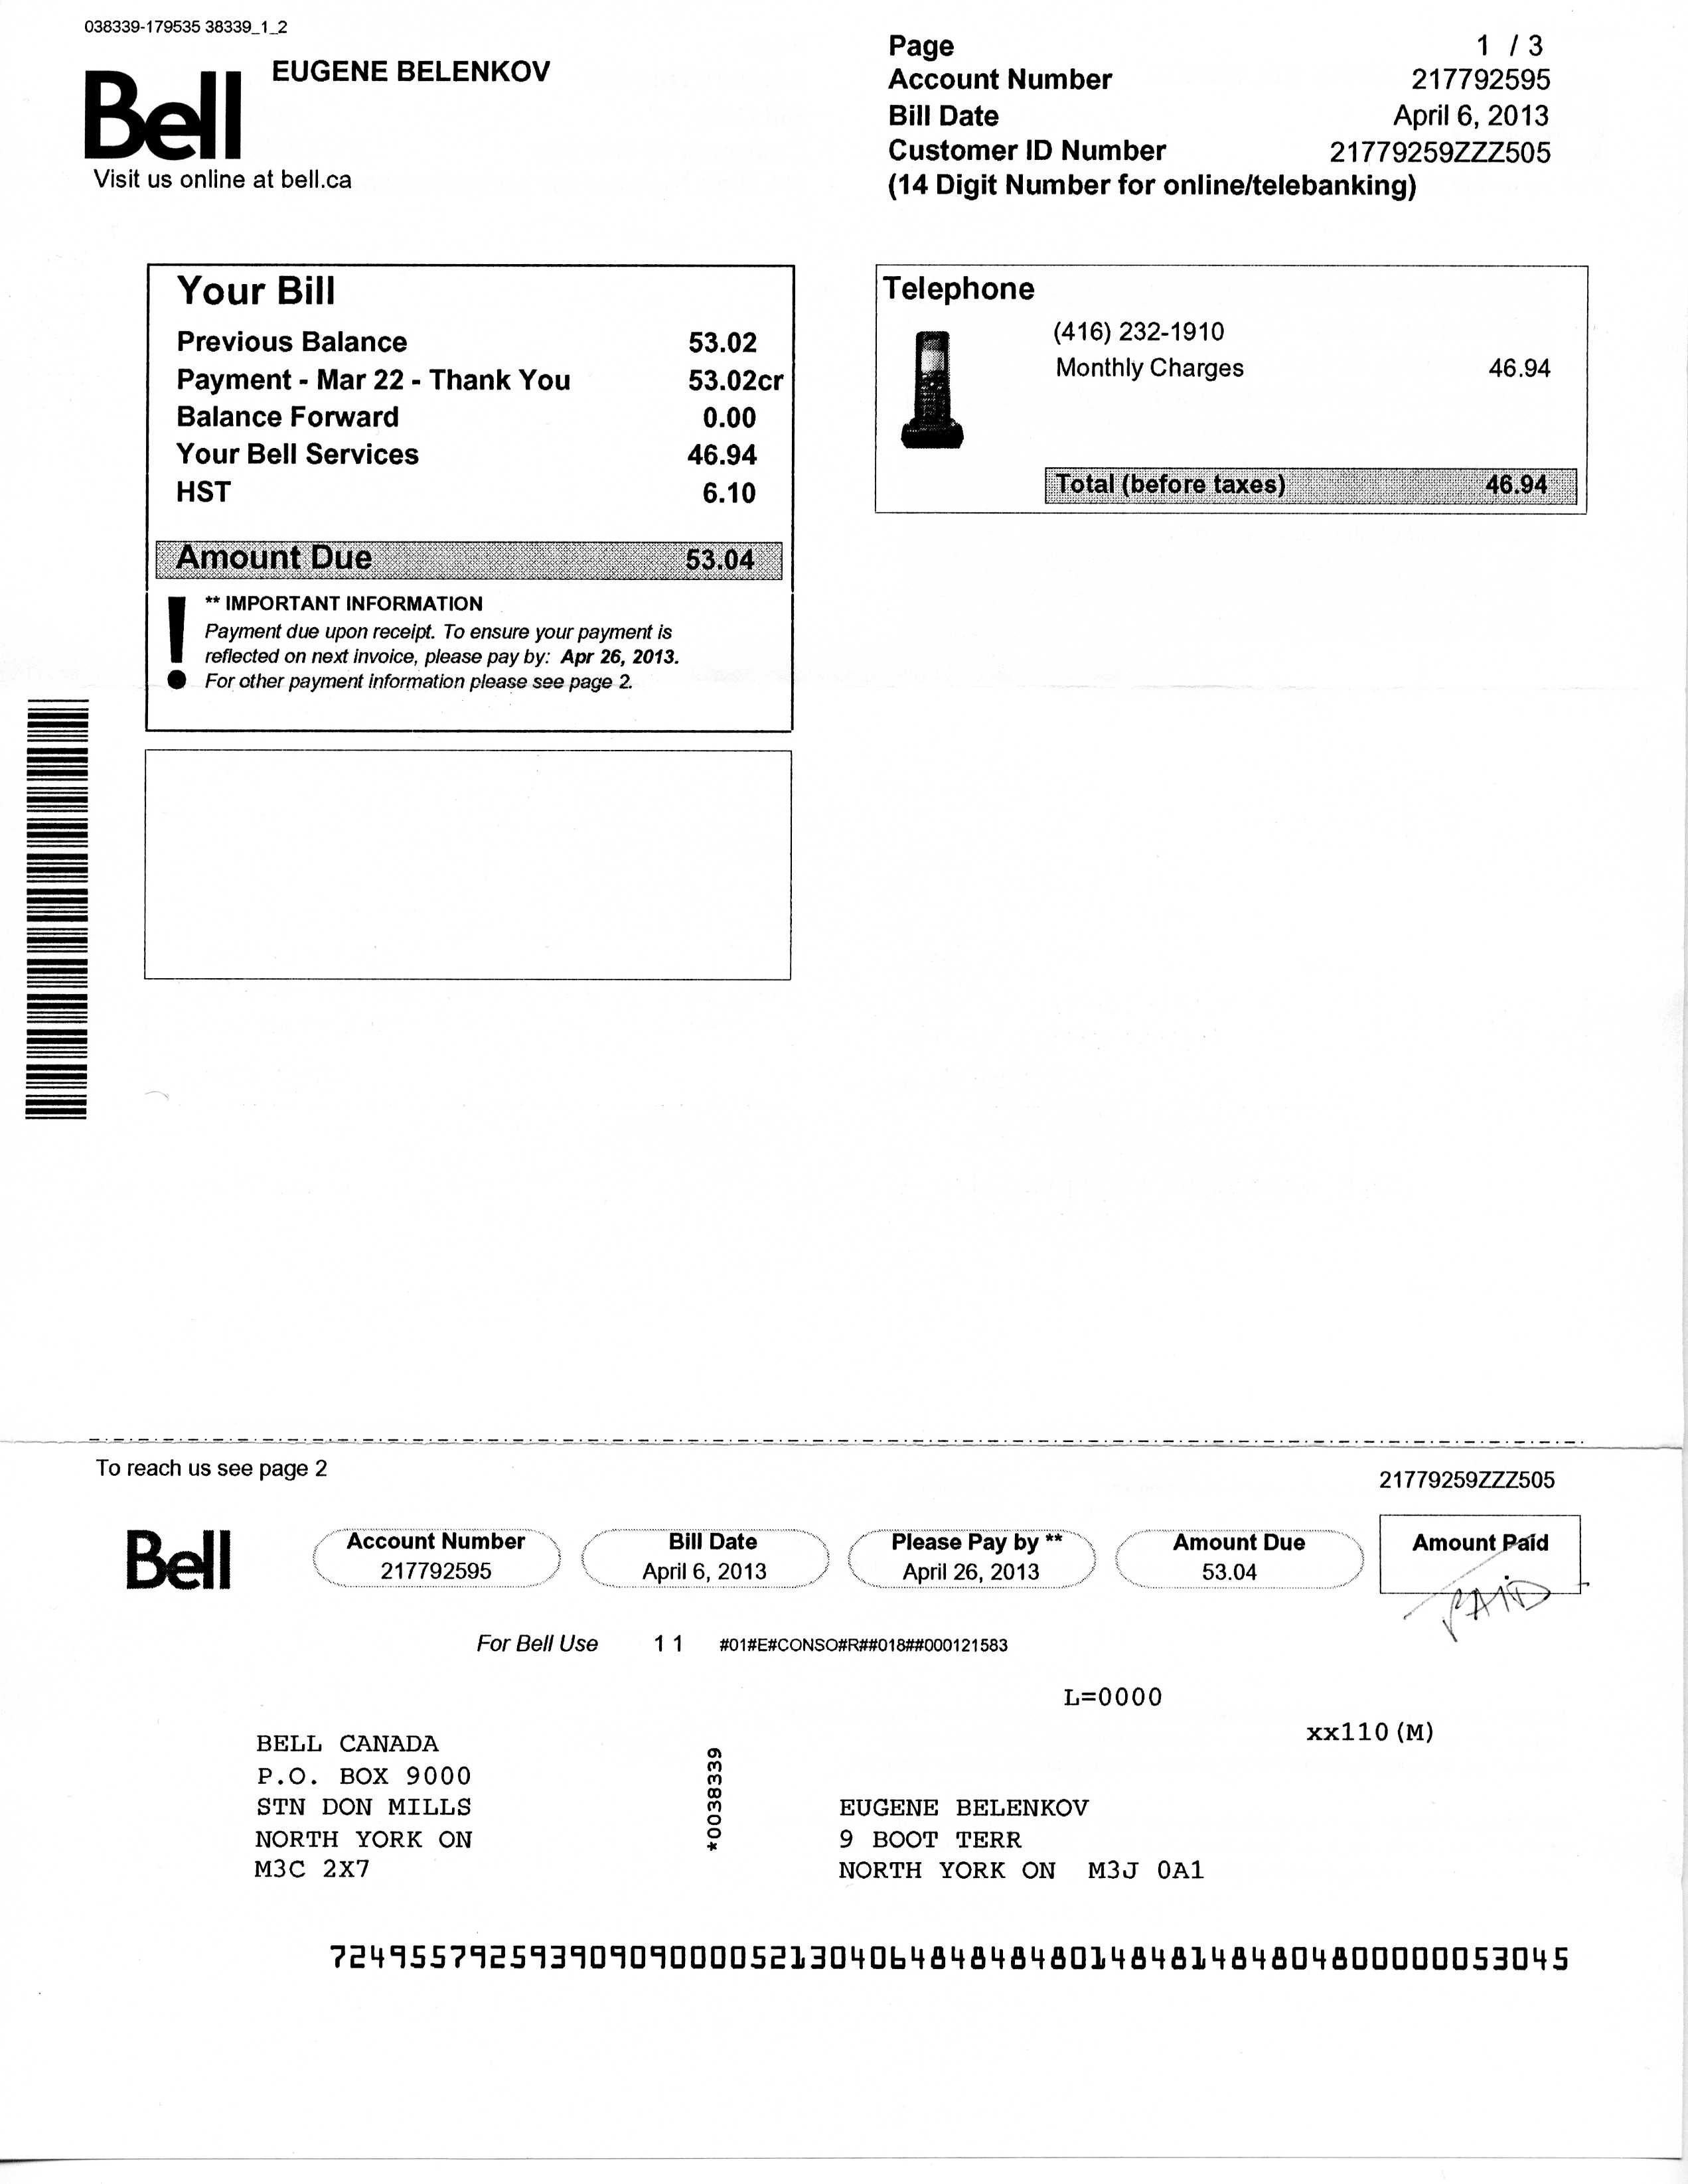 038339-179535 38339_1_2
Bell
EUGENE BELENKOV
Visit us online at bell.ca
Page 1 / 3
Account Number 217792595
Bill Date April 6, 2013
Customer ID Number 21779259ZZZ505
(14 Digit Number for online/telebanking)
Your Bill
Previous Balance 53.02
Payment - Mar 22 - Thank You 53.02cr
Balance Forward 0.00
Your Bell Services 46.94
HST 6.10
Amount Due 53.04
! ** IMPORTANT INFORMATION
Payment due upon receipt. To ensure your payment is
reflected on next invoice, please pay by: Apr 26, 2013.
For other payment information please see page 2.
Telephone
(416) 232-1910
Monthly Charges 46.94
Total (before taxes) 46.94
To reach us see page 2
21779259ZZZ505
Bell
Account Number
217792595
Bill Date
April 6, 2013
Please Pay by **
April 26, 2013
Amount Due
53.04
Amount Paid
PAID
For Bell Use 1 1 #01#E#CONSO#R##018##000121583
L=0000
xx110 (M)
BELL CANADA
P.O. BOX 9000
STN DON MILLS
NORTH YORK ON
M3C 2X7
*0038339
EUGENE BELENKOV
9 BOOT TERR
NORTH YORK ON M3J 0A1
72495579259390909000052130406484848480148481484804800000053045